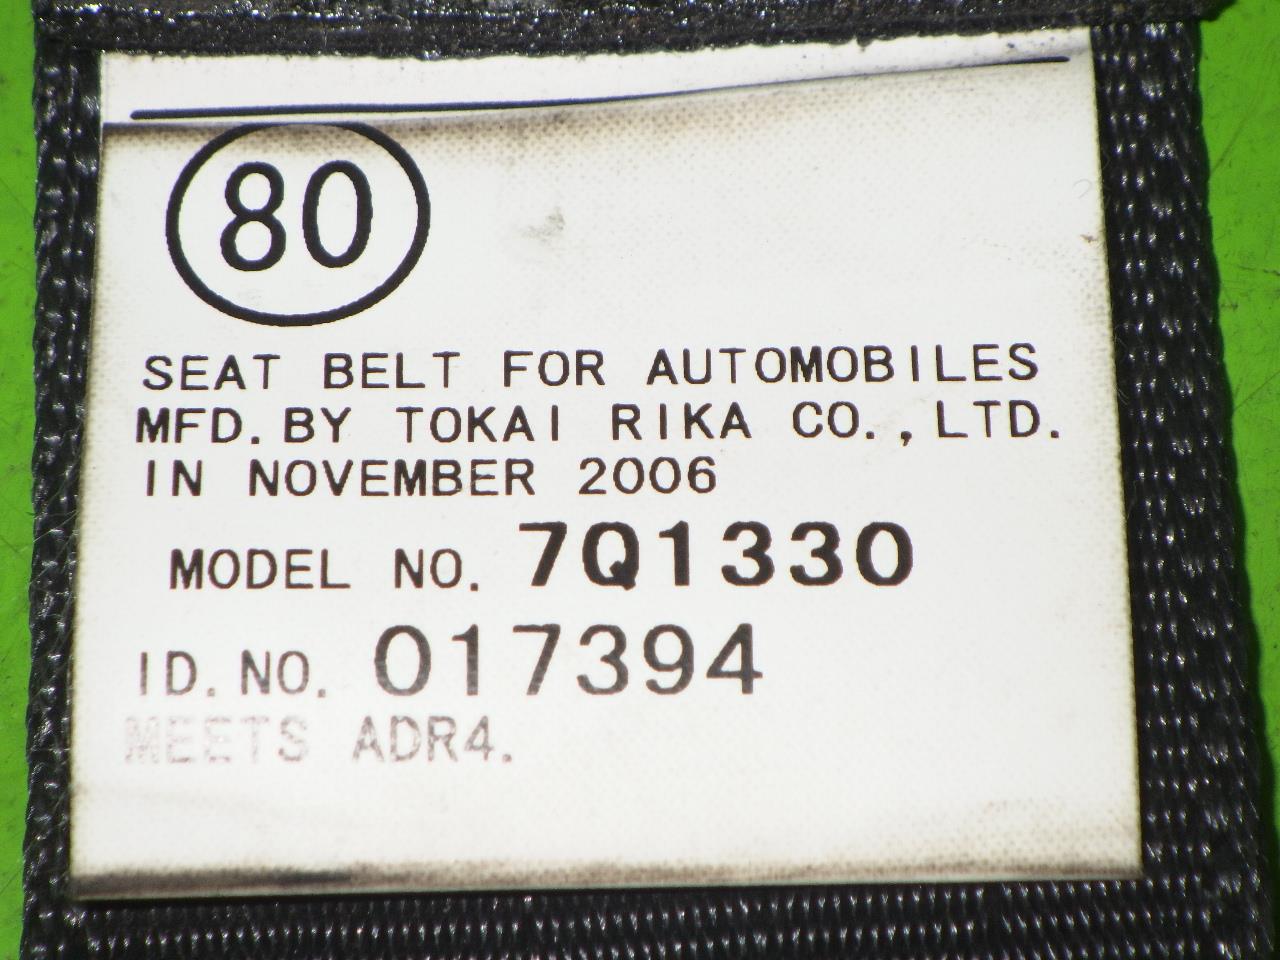 80
SEAT BELT FOR AUTOMOBILES
MFD. BY TOKAI RIKA CO., LTD.
IN NOVEMBER 2006
MODEL NO. 7Q1330
ID. NO. 017394
MEETS ADR4.